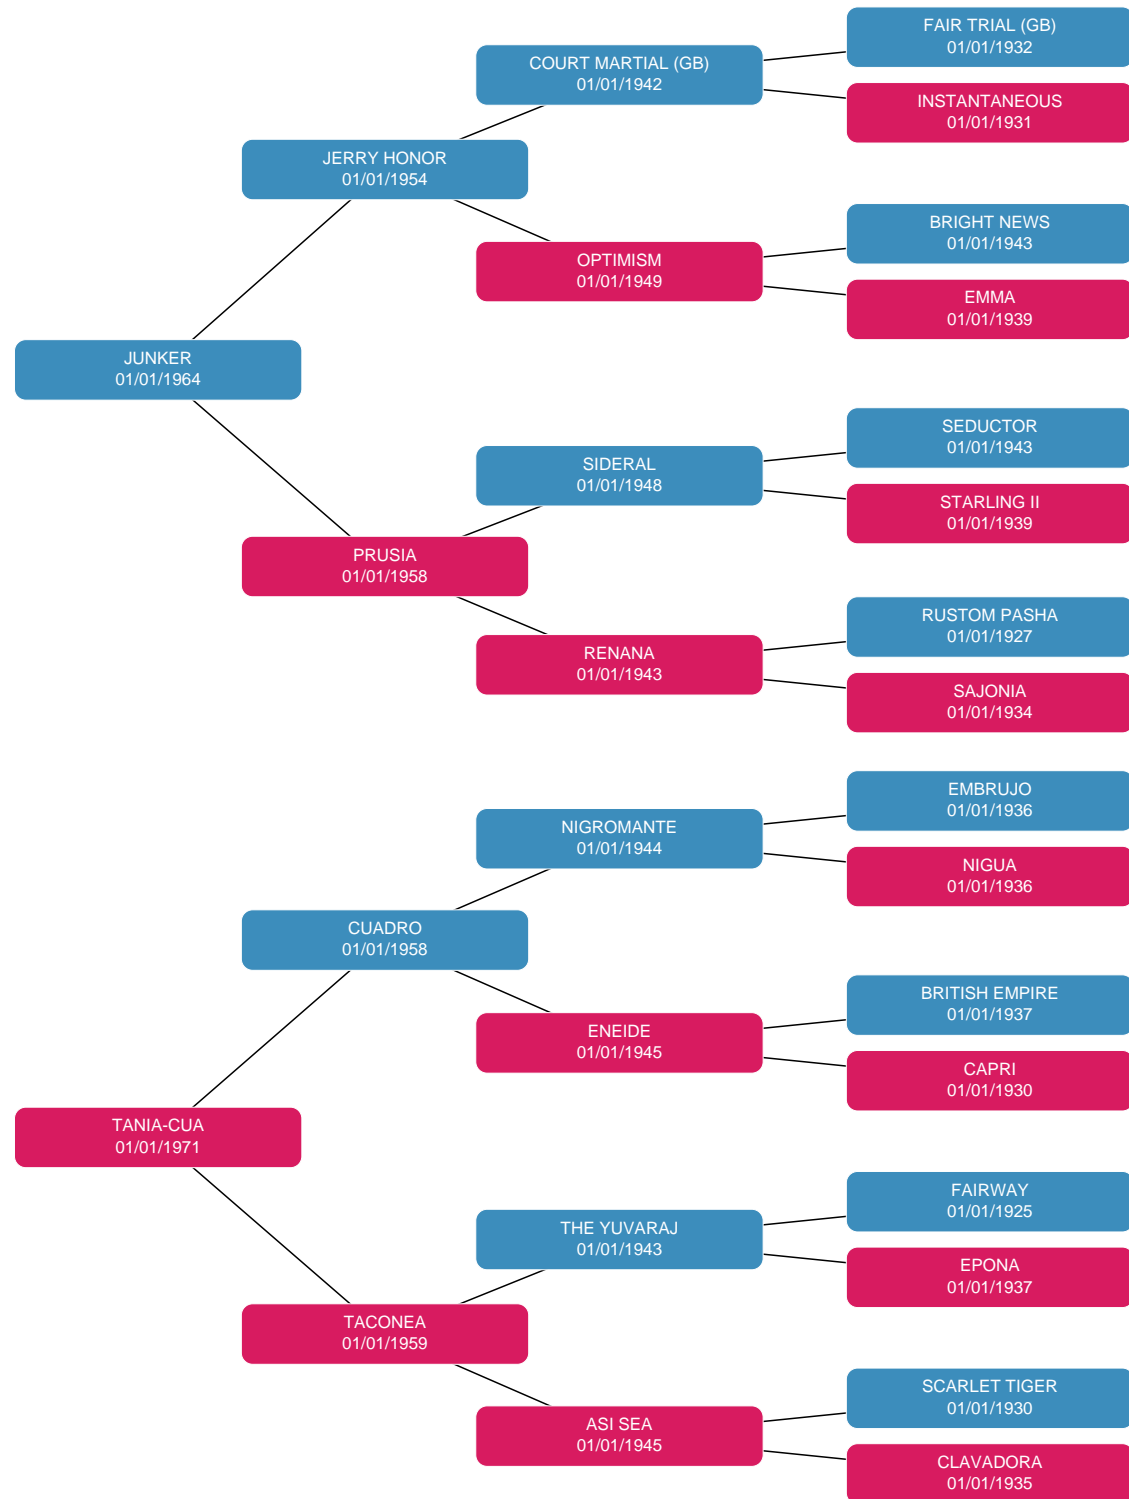 FAIR TRIAL (GB)
01/01/1932
COURT MARTIAL (GB)
01/01/1942
INSTANTANEOUS
01/01/1931
JERRY HONOR
01/01/1954
BRIGHT NEWS
01/01/1943
OPTIMISM
01/01/1949
EMMA
01/01/1939
JUNKER
01/01/1964
SEDUCTOR
01/01/1943
SIDERAL
01/01/1948
STARLING II
01/01/1939
PRUSIA
01/01/1958
RUSTOM PASHA
01/01/1927
RENANA
01/01/1943
SAJONIA
01/01/1934
EMBRUJO
01/01/1936
NIGROMANTE
01/01/1944
NIGUA
01/01/1936
CUADRO
01/01/1958
BRITISH EMPIRE
01/01/1937
ENEIDE
01/01/1945
CAPRI
01/01/1930
TANIA-CUA
01/01/1971
FAIRWAY
01/01/1925
THE YUVARAJ
01/01/1943
EPONA
01/01/1937
TACONEA
01/01/1959
SCARLET TIGER
01/01/1930
ASI SEA
01/01/1945
CLAVADORA
01/01/1935